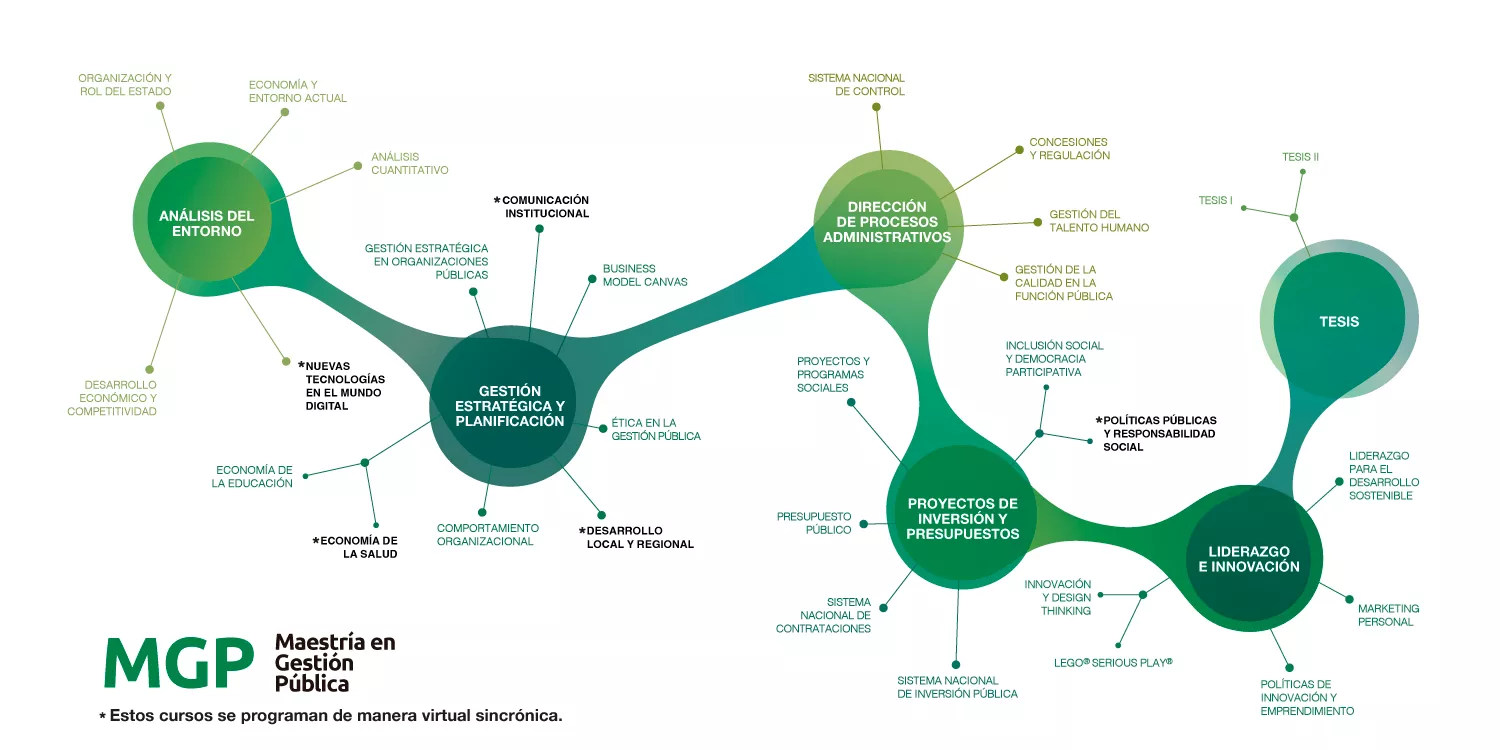 ORGANIZACIÓN Y
ROL DEL ESTADO
ECONOMÍA Y
ENTORNO ACTUAL
ANÁLISIS
CUANTITATIVO
ANÁLISIS DEL
ENTORNO
DESARROLLO
ECONÓMICO Y
COMPETITIVIDAD
*NUEVAS
TECNOLOGÍAS
EN EL MUNDO
DIGITAL
*COMUNICACIÓN
INSTITUCIONAL
GESTIÓN ESTRATÉGICA
EN ORGANIZACIONES
PÚBLICAS
BUSINESS
MODEL CANVAS
GESTIÓN
ESTRATÉGICA Y
PLANIFICACIÓN
ÉTICA EN LA
GESTIÓN PÚBLICA
ECONOMÍA DE
LA EDUCACIÓN
*ECONOMÍA DE
LA SALUD
COMPORTAMIENTO
ORGANIZACIONAL
*DESARROLLO
LOCAL Y REGIONAL
SISTEMA NACIONAL
DE CONTROL
CONCESIONES
Y REGULACIÓN
DIRECCIÓN
DE PROCESOS
ADMINISTRATIVOS
GESTIÓN DEL
TALENTO HUMANO
GESTIÓN DE LA
CALIDAD EN LA
FUNCIÓN PÚBLICA
PROYECTOS Y
PROGRAMAS
SOCIALES
INCLUSIÓN SOCIAL
Y DEMOCRACIA
PARTICIPATIVA
*POLÍTICAS PÚBLICAS
Y RESPONSABILIDAD
SOCIAL
PROYECTOS DE
INVERSIÓN Y
PRESUPUESTOS
PRESUPUESTO
PÚBLICO
SISTEMA
NACIONAL DE
CONTRATACIONES
SISTEMA NACIONAL
DE INVERSIÓN PÚBLICA
TESIS II
TESIS I
TESIS
LIDERAZGO
PARA EL
DESARROLLO
SOSTENIBLE
LIDERAZGO
E INNOVACIÓN
INNOVACIÓN
Y DESIGN
THINKING
LEGO® SERIOUS PLAY®
MARKETING
PERSONAL
POLÍTICAS DE
INNOVACIÓN Y
EMPRENDIMIENTO
MGP
Maestría en
Gestión
Pública
* Estos cursos se programan de manera virtual sincrónica.